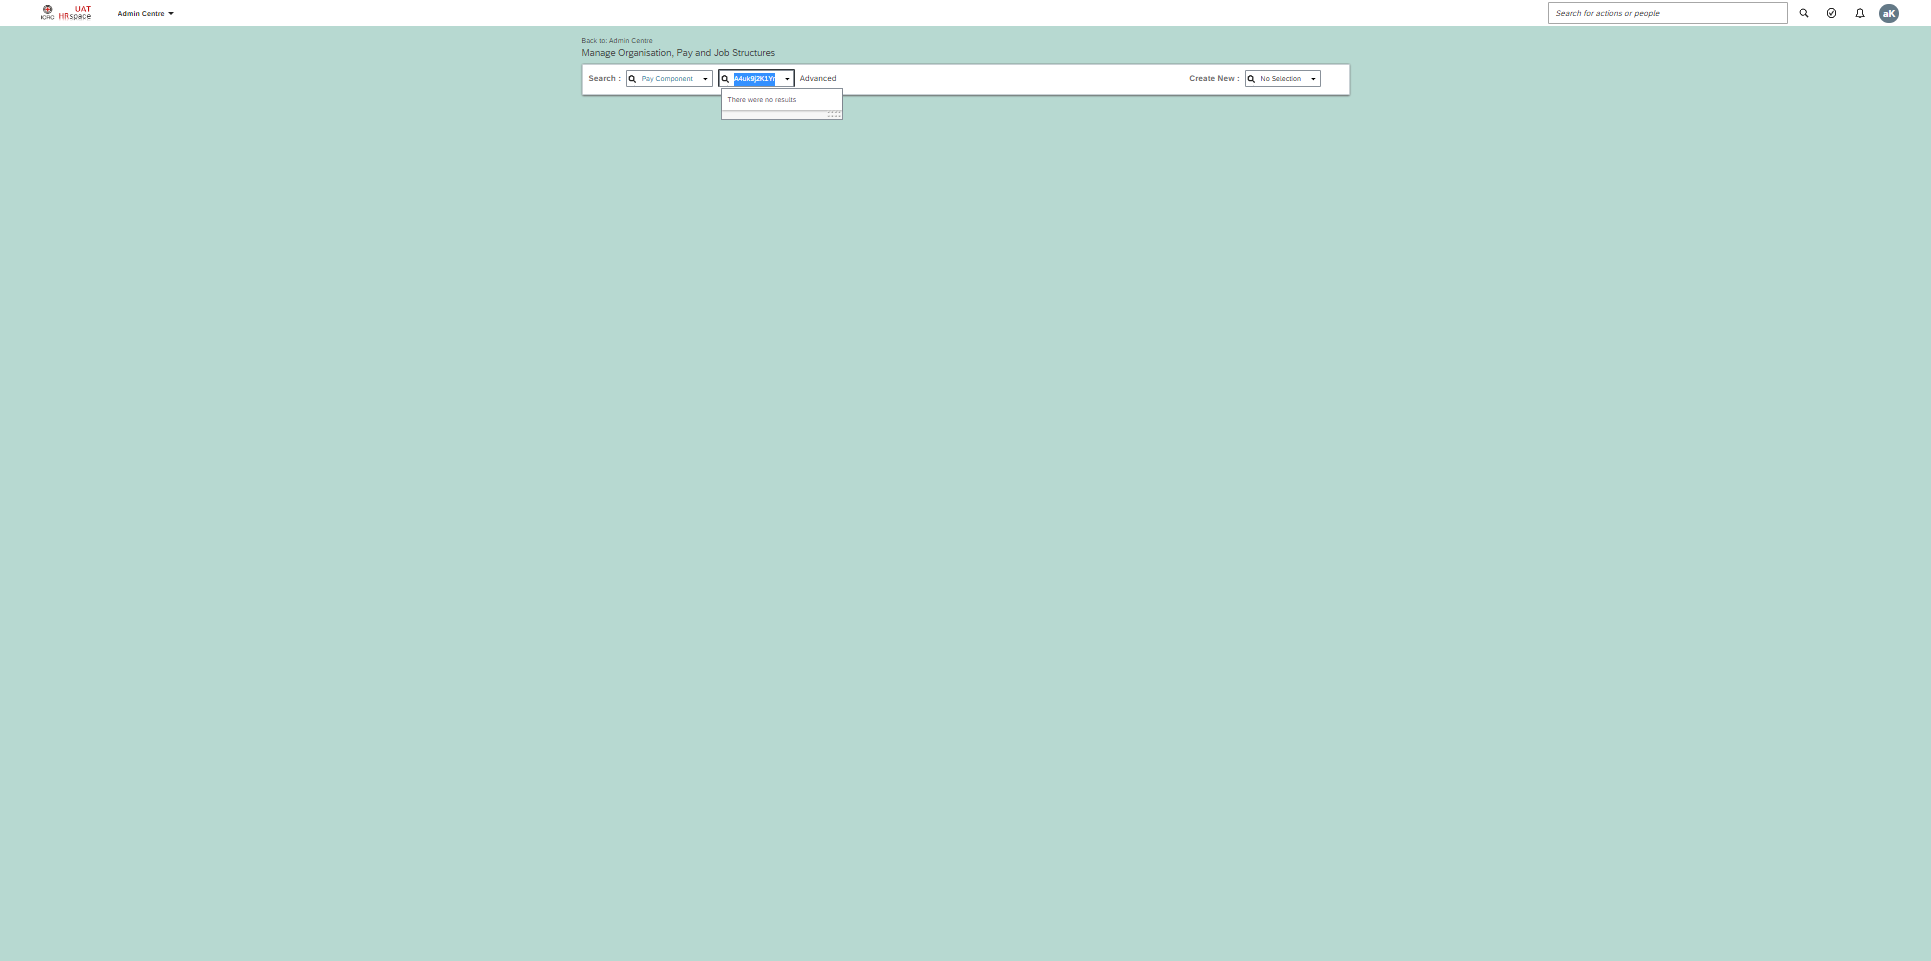 ICRC
UAT
HRspace
Admin Centre
Search for actions or people
aK
Back to: Admin Centre
Manage Organisation, Pay and Job Structures
Search :
Pay Component
A4uk9j2K1Yr
Advanced
Create New :
No Selection
There were no results